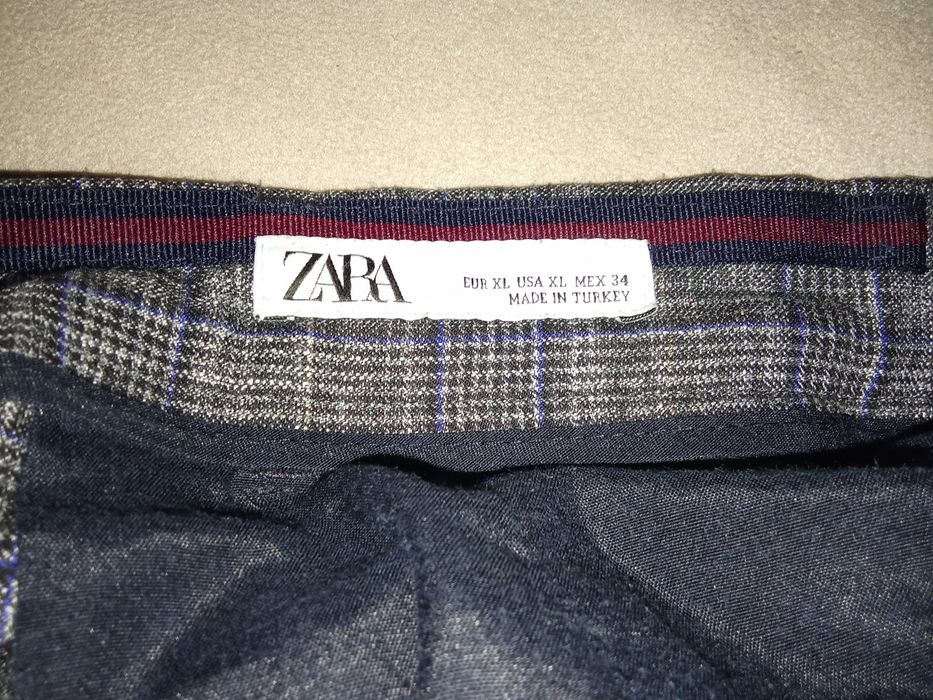 ZARA
EUR XL USA XL MEX 34
MADE IN TURKEY